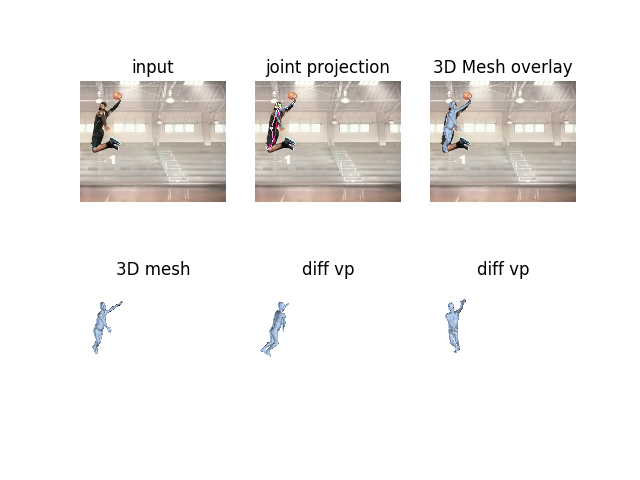 input
joint projection
3D Mesh overlay
3D mesh
diff vp
diff vp